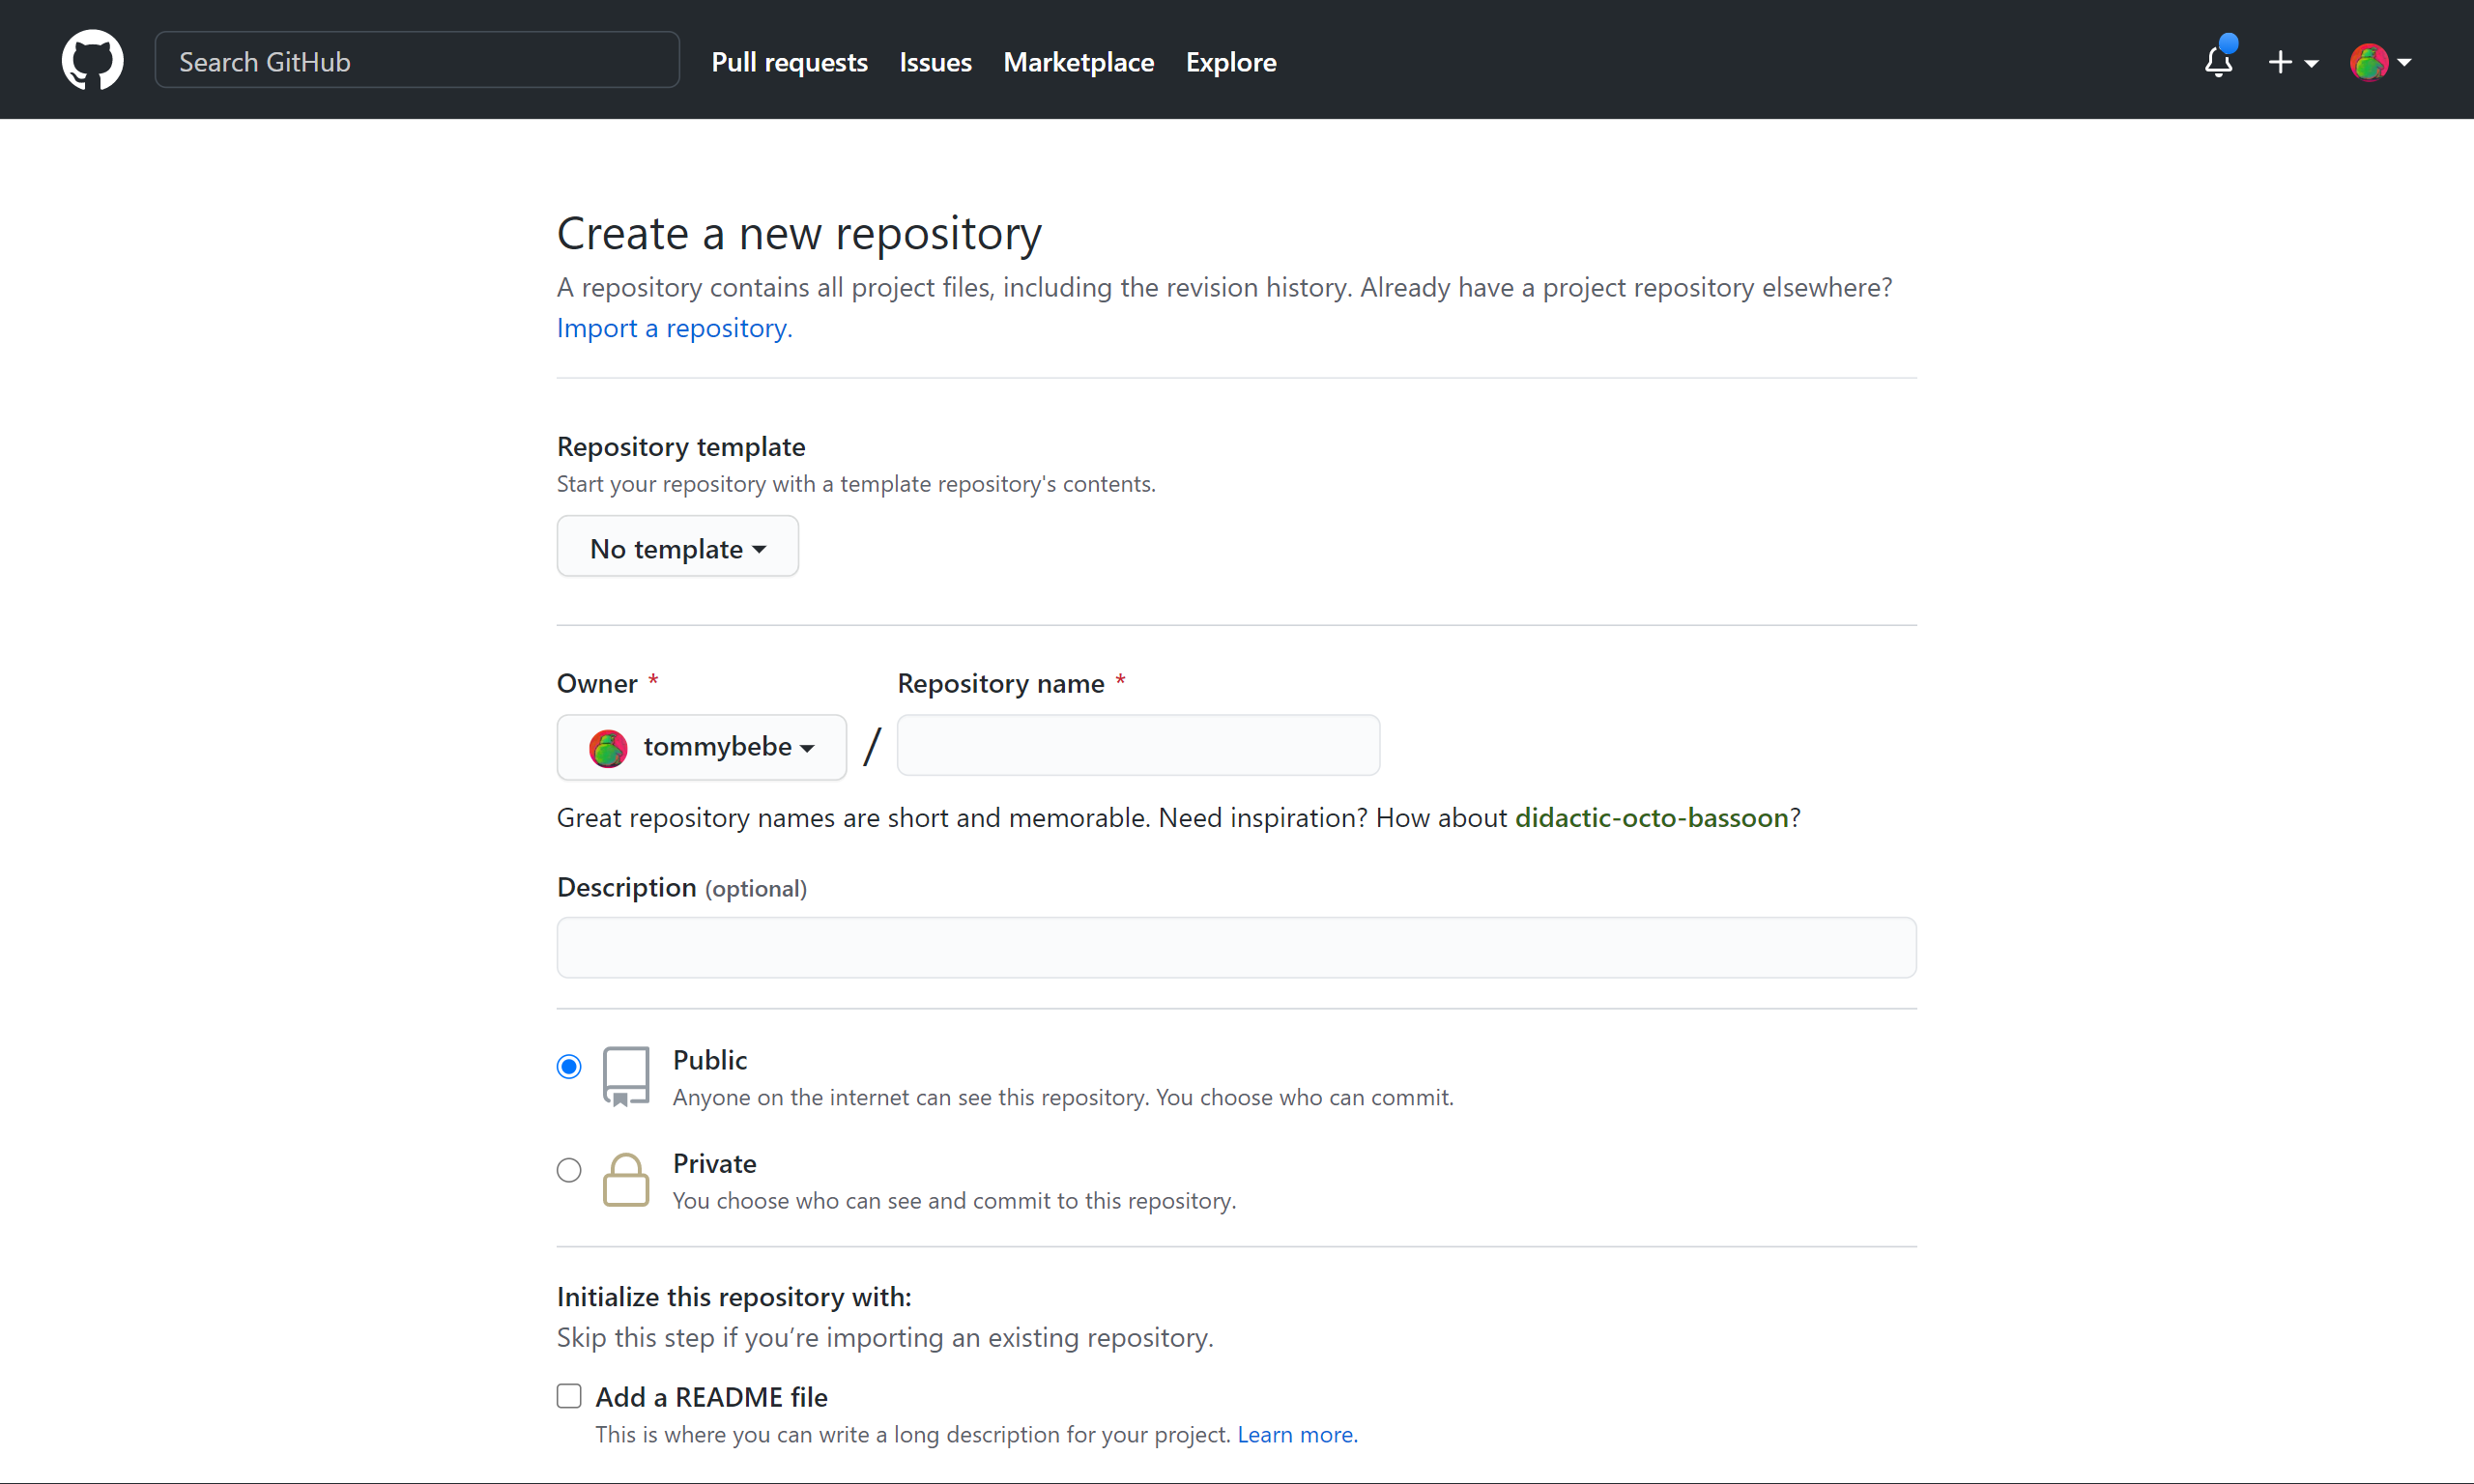 Search GitHub
Pull requests Issues Marketplace Explore
Create a new repository
A repository contains all project files, including the revision history. Already have a project repository elsewhere?
Import a repository.
Repository template
Start your repository with a template repository's contents.
No template
Owner * Repository name *
tommybebe /
Great repository names are short and memorable. Need inspiration? How about didactic-octo-bassoon?
Description (optional)
Public
Anyone on the internet can see this repository. You choose who can commit.
Private
You choose who can see and commit to this repository.
Initialize this repository with:
Skip this step if you’re importing an existing repository.
Add a README file
This is where you can write a long description for your project. Learn more.